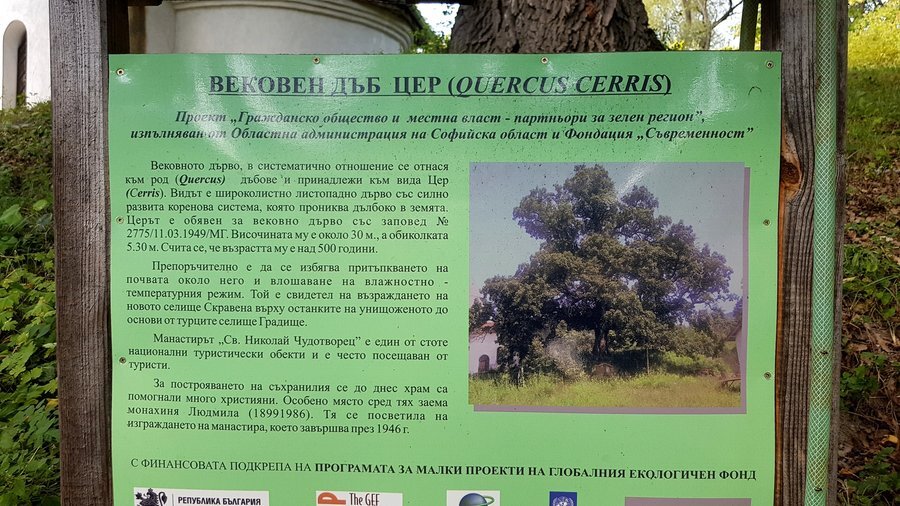 ВЕКОВЕН ДЪБ ЦЕР (QUERCUS CERRIS)
Проект „Гражданско общество и местна власт - партньори за зелен регион”,
изпълняван от Областна администрация на Софийска област и Фондация „Съвременност”
Вековното дърво, в систематично отношение се отнася
към род (Quercus) дъбове и принадлежи към вида Цер
(Cerris). Видът е широколистно листопадно дърво със силно
развита коренова система, която прониква дълбоко в земята.
Церът е обявен за вековно дърво със заповед №
2775/11.03.1949/МГ. Височината му е около 30 м., а обиколката
5.30 м. Счита се, че възрастта му е над 500 години.
Препоръчително е да се избягва притъпкването на
почвата около него и влошаване на влажностно -
температурния режим. Той е свидетел на възраждането на
новото селище Скравена върху останките на унищоженото до
основи от турците селище Градище.
Манастирът „Св. Николай Чудотворец” е един от стоте
национални туристически обекти и е често посещаван от
туристи.
За построяването на съхранилия се до днес храм са
помогнали много християни. Особено място сред тях заема
монахиня Людмила (18991986). Тя се посветила на
изграждането на манастира, което завършва през 1946 г.
С ФИНАНСОВАТА ПОДКРЕПА НА ПРОГРАМАТА ЗА МАЛКИ ПРОЕКТИ НА ГЛОБАЛНИЯ ЕКОЛОГИЧЕН ФОНД
РЕПУБЛИКА БЪЛГАРИЯ
The GEF